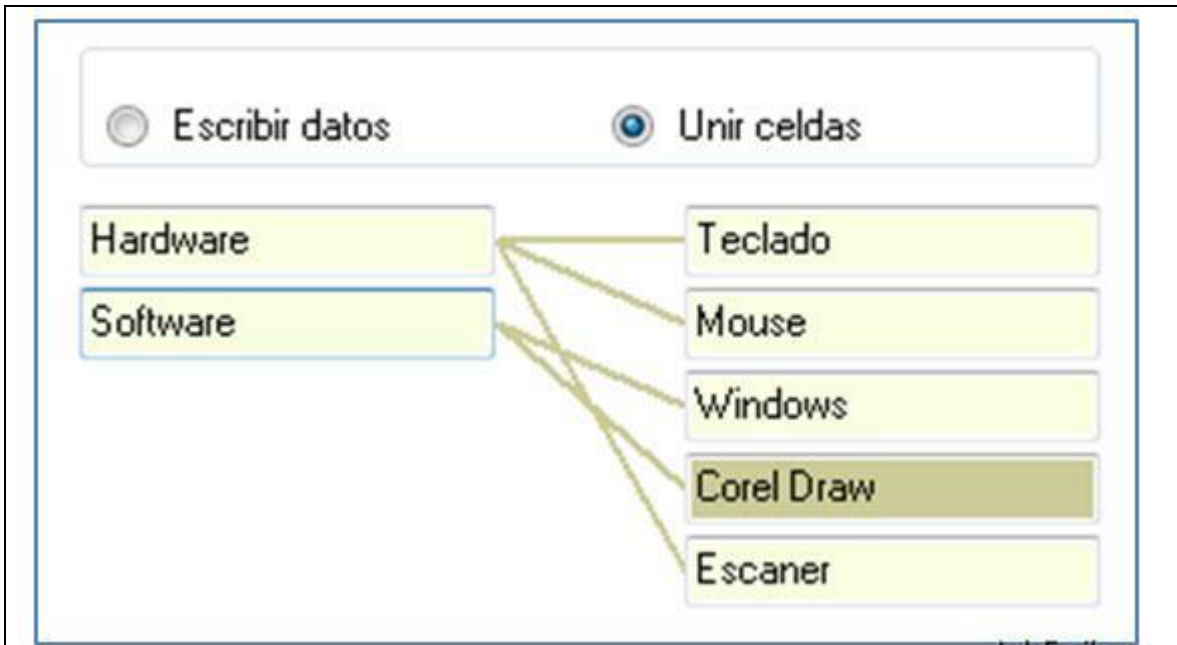 Escribir datos
Unir celdas
Hardware
Teclado
Software
Mouse
Windows
Corel Draw
Escaner